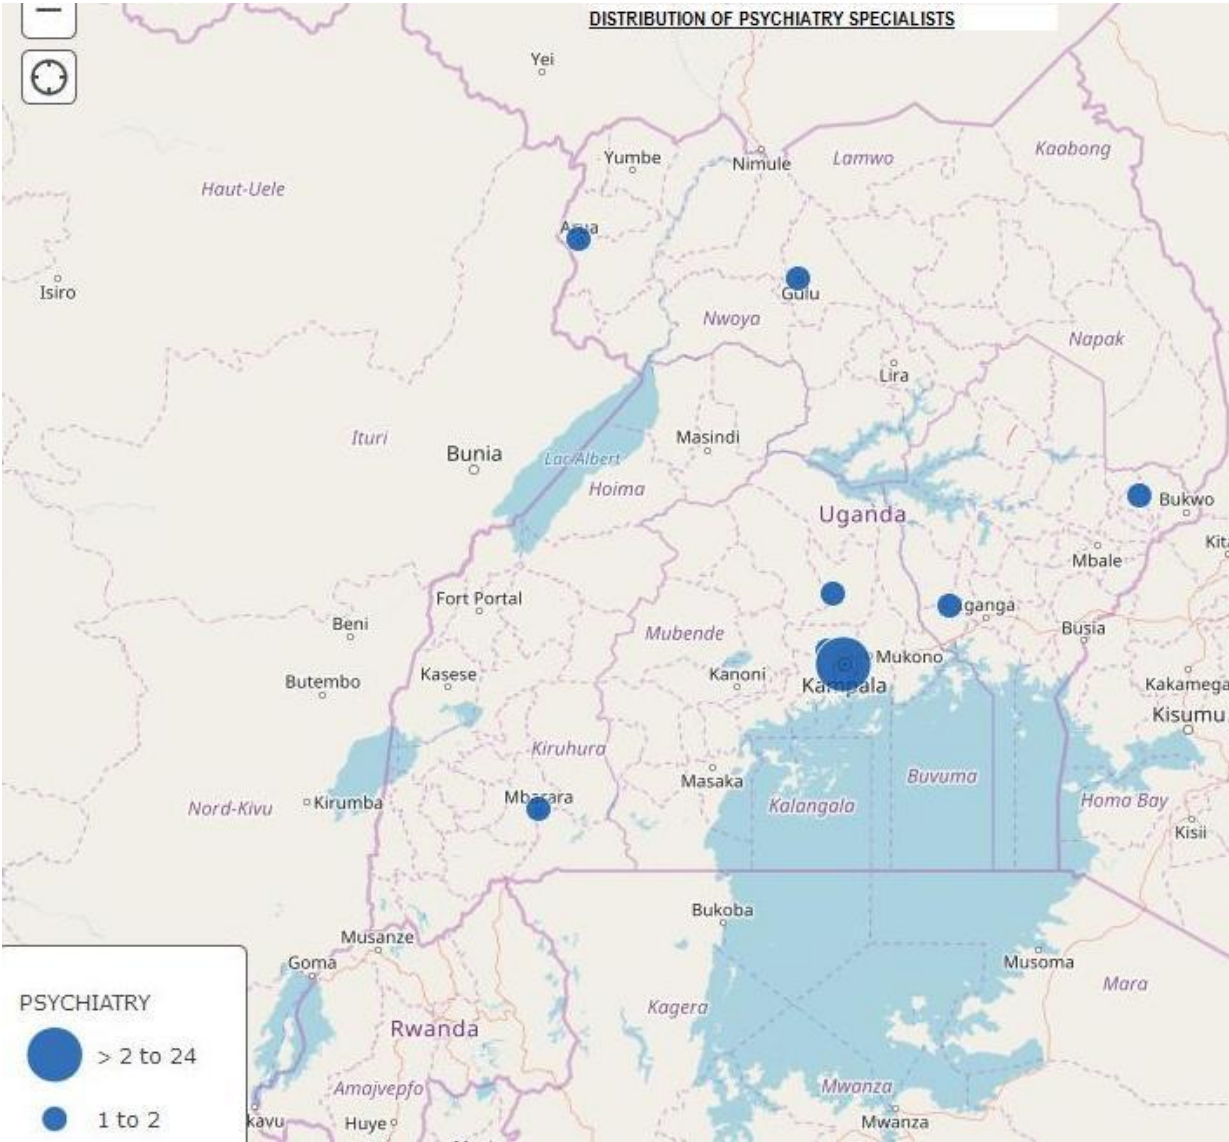 DISTRIBUTION OF PSYCHIATRY SPECIALISTS
Yei
Yumbe
Nimule
Lamwo
Kaabong
Haut-Uele
Isiro
Gulu
Nwoya
Napak
Lira
Ituri
Bunia
Lac Albert
Masindi
Hoima
Uganda
Bukwo
Mbale
Fort Portal
Beni
Mubende
Busia
Butembo
Kasese
Kanoni
Mukono
Kampala
Kakamega
Kisumu
Kiruhura
Masaka
Buvuma
Nord-Kivu
Kirumba
Mbarara
Kalangala
Homa Bay
Kisii
Bukoba
Musanze
Goma
Musoma
Mara
Kagera
Rwanda
Amajyepfo
Mwanza
Huye
Mwanza
PSYCHIATRY
> 2 to 24
1 to 2